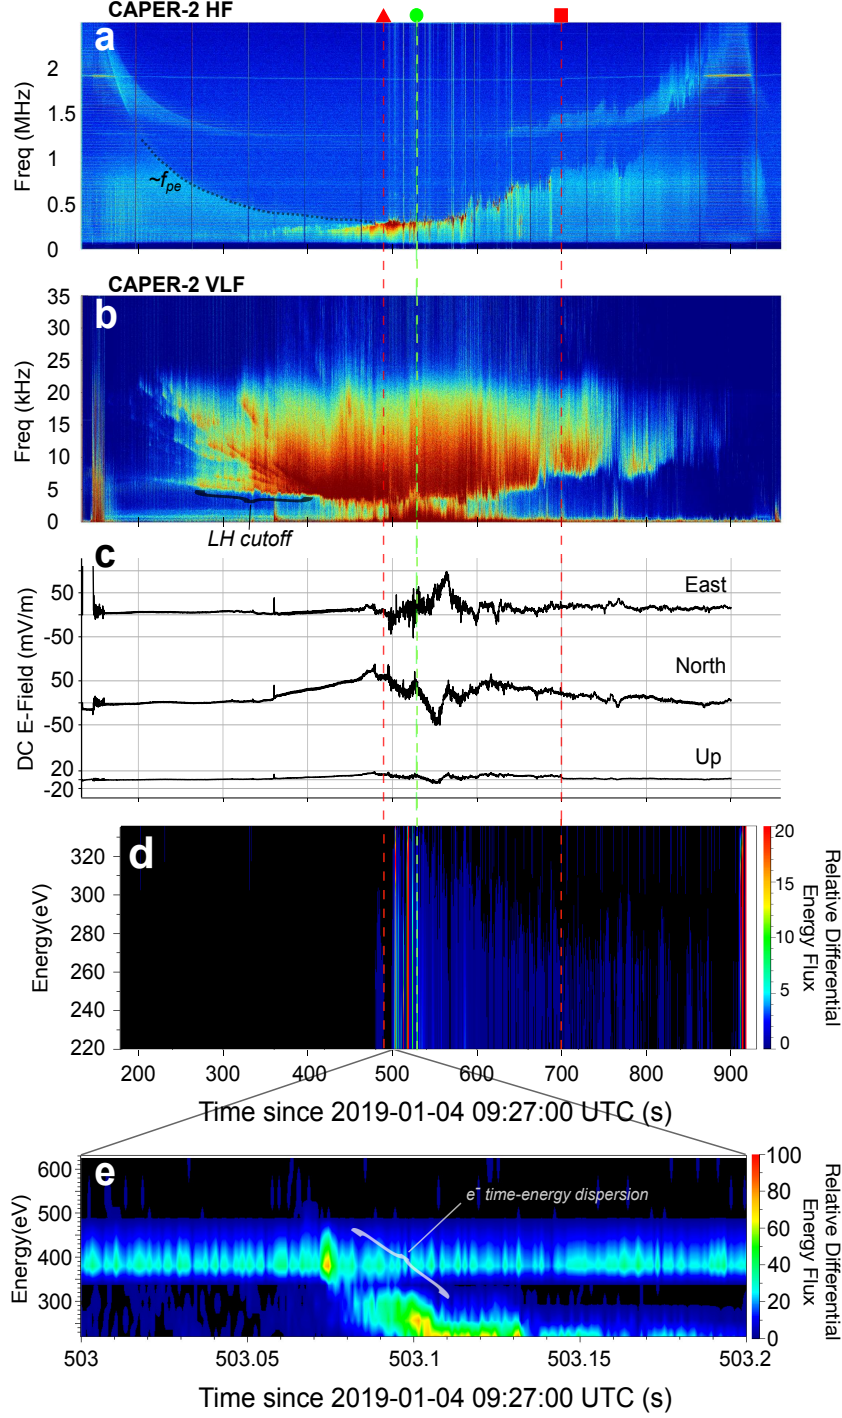 CAPER-2 HF
a
Freq (MHz)
2
1.5
1
0.5
0
~fpe
CAPER-2 VLF
b
Freq (kHz)
35
30
25
20
15
10
5
0
LH cutoff
c
DC E-Field (mV/m)
50
-50
50
-50
20
-20
East
North
Up
d
Energy(eV)
320
300
280
260
240
220
20
15
10
5
0
Relative Differential
Energy Flux
200 300 400 500 600 700 800 900
Time since 2019-01-04 09:27:00 UTC (s)
e
e- time-energy dispersion
Energy(eV)
600
500
400
300
100
80
60
40
20
0
Relative Differential
Energy Flux
503 503.05 503.1 503.15 503.2
Time since 2019-01-04 09:27:00 UTC (s)